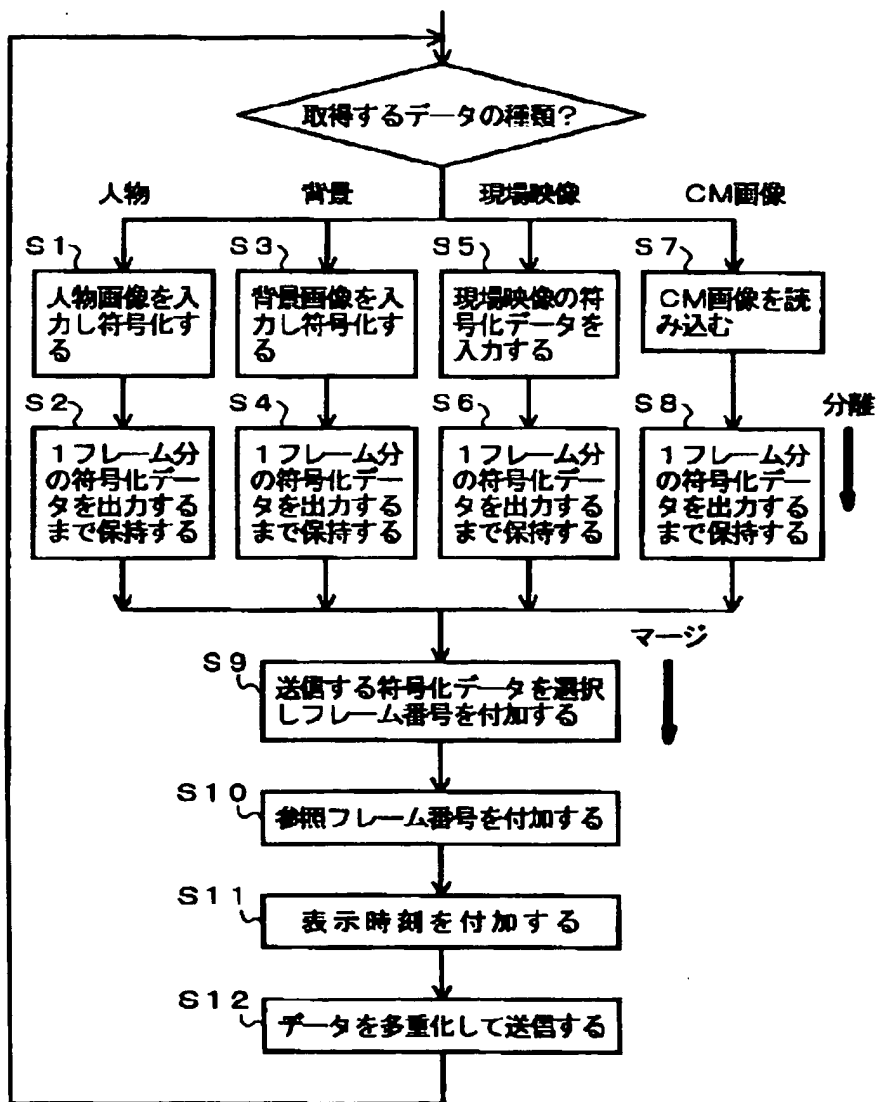 取得するデータの種類?
人物
背景
現場映像
CM画像
S1
人物画像を入
力し符号化す
る
S3
背景画像を入
力し符号化す
る
S5
現場映像の符
号化データを
入力する
S7
CM画像を読
み込む
S2
1フレーム分
の符号化デー
タを出力する
まで保持する
S4
1フレーム分
の符号化デー
タを出力する
まで保持する
S6
1フレーム分
の符号化デー
タを出力する
まで保持する
S8
1フレーム分
の符号化デー
タを出力する
まで保持する
分離
マージ
S9
送信する符号化データを選択
しフレーム番号を付加する
S10
参照フレーム番号を付加する
S11
表示時刻を付加する
S12
データを多重化して送信する